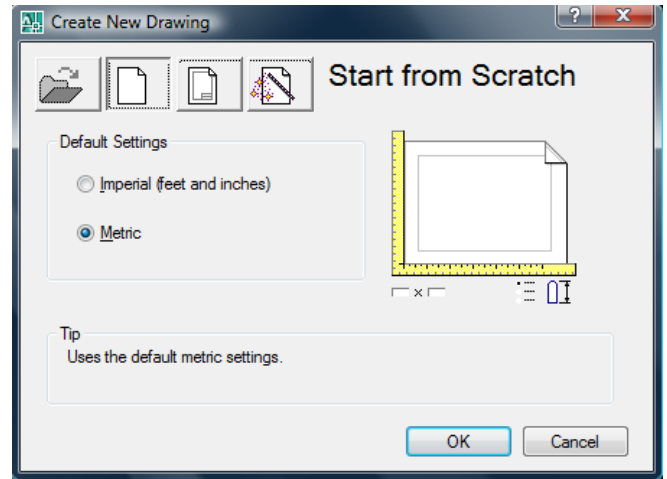 Create New Drawing
?
X
Start from Scratch
Default Settings
Imperial (feet and inches)
Metric
Tip
Uses the default metric settings.
OK
Cancel